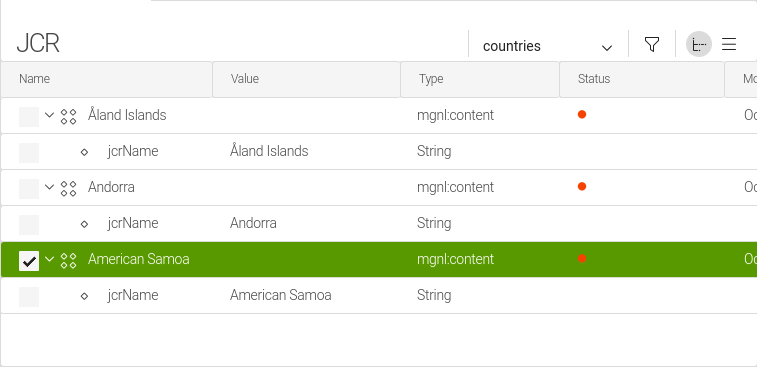 JCR
countries
Name Value Type Status Mo
Åland Islands mgnl:content Oc
jcrName Åland Islands String
Andorra mgnl:content Oc
jcrName Andorra String
American Samoa mgnl:content Oc
jcrName American Samoa String